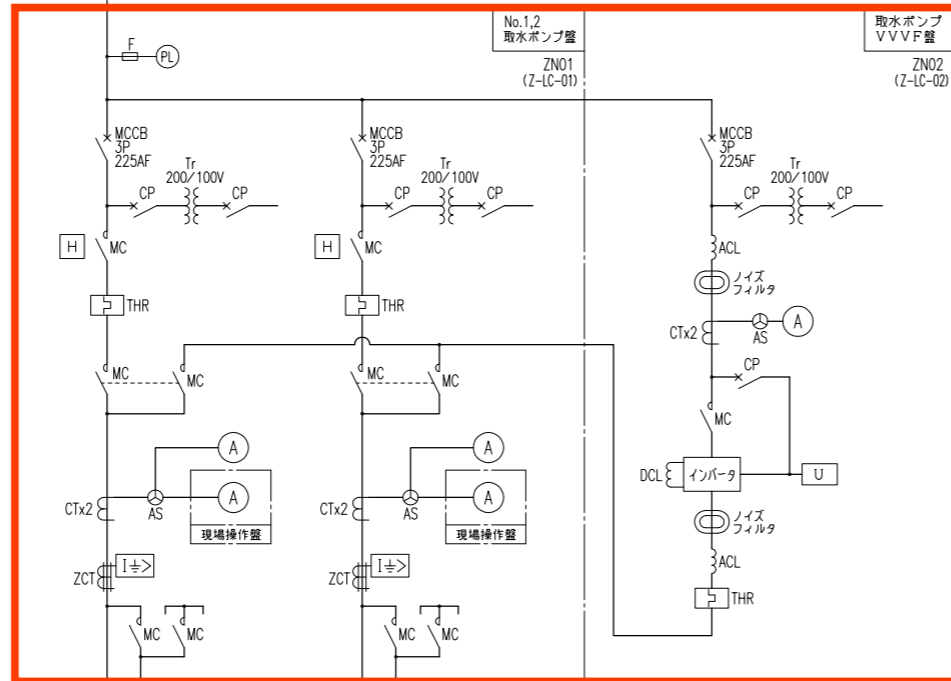 No.1,2
取水ポンプ盤
取水ポンプ
VVVF盤
F
PL
ZN01
(Z-LC-01)
ZN02
(Z-LC-02)
MCCB
3P
225AF
MCCB
3P
225AF
MCCB
3P
225AF
Tr
200/100V
Tr
200/100V
Tr
200/100V
CP
CP
CP
CP
CP
CP
H
MC
H
MC
ACL
ノイズ
フィルタ
THR
THR
CTx2
AS
A
MC
MC
MC
MC
CP
MC
A
A
DCL
インバータ
U
CTx2
AS
A
CTx2
AS
A
現場操作盤
現場操作盤
ノイズ
フィルタ
ZCT
I>
ZCT
I>
ACL
THR
MC
MC
MC
MC